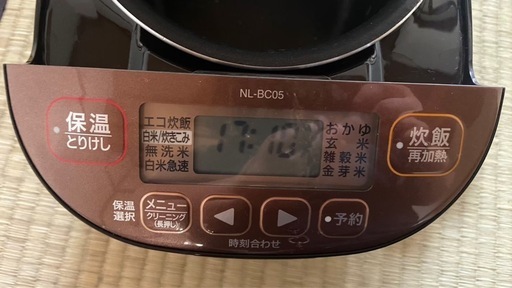 NL-BC05
保温
とりけし
エコ炊飯
白米/炊きこみ
無洗米
白米急速
17:10
おかゆ
玄米
雑穀米
金芽米
炊飯
再加熱
保温
選択
メニュー
クリーニング
(長押し)
予約
時刻合わせ